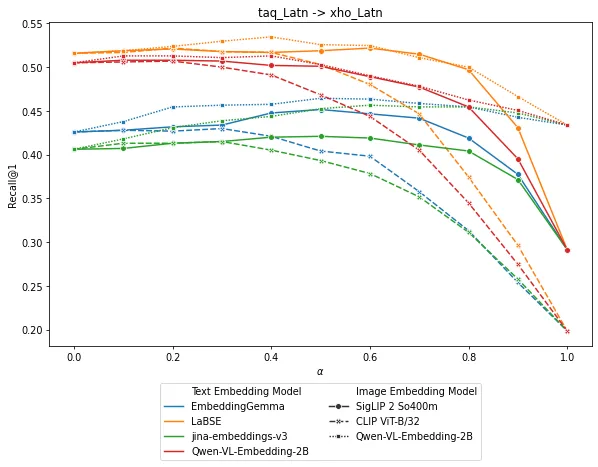 taq_Latn -> xho_Latn
0.55
0.50
0.45
0.40
0.35
0.30
0.25
0.20
Recall@1
0.0 0.2 0.4 0.6 0.8 1.0
α
Text Embedding Model
EmbeddingGemma
LaBSE
jina-embeddings-v3
Qwen-VL-Embedding-2B
Image Embedding Model
SigLIP 2 So400m
CLIP ViT-B/32
Qwen-VL-Embedding-2B